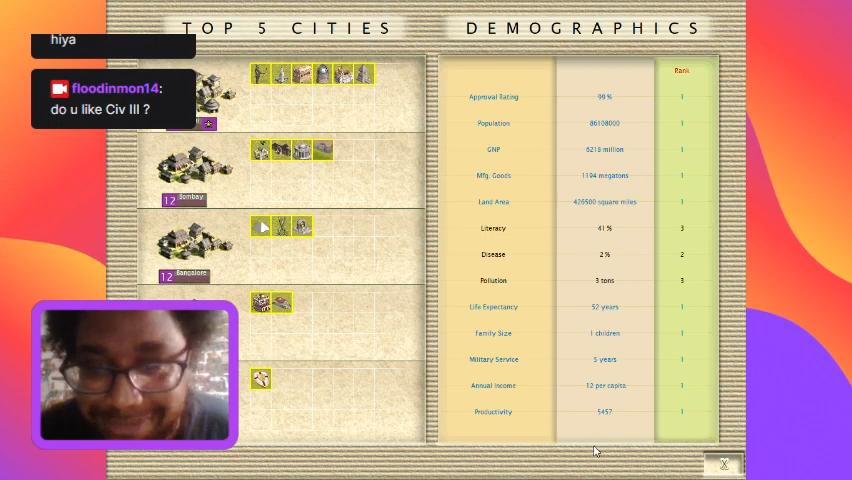 TOP 5 CITIES
DEMOGRAPHICS
hiya
floodinmon14:
do u like Civ III ?
12 Bombay
12 Bangalore
Rank
Approval Rating 99% 1
Population 86108000 1
GNP 6218 million 1
Mfg. Goods 1194 megatons 1
Land Area 426500 square miles 1
Literacy 41% 3
Disease 2% 2
Pollution 3 tons 3
Life Expectancy 52 years 1
Family Size 1 children 1
Military Service 5 years 1
Annual Income 12 per capita 1
Productivity 5457 1
X